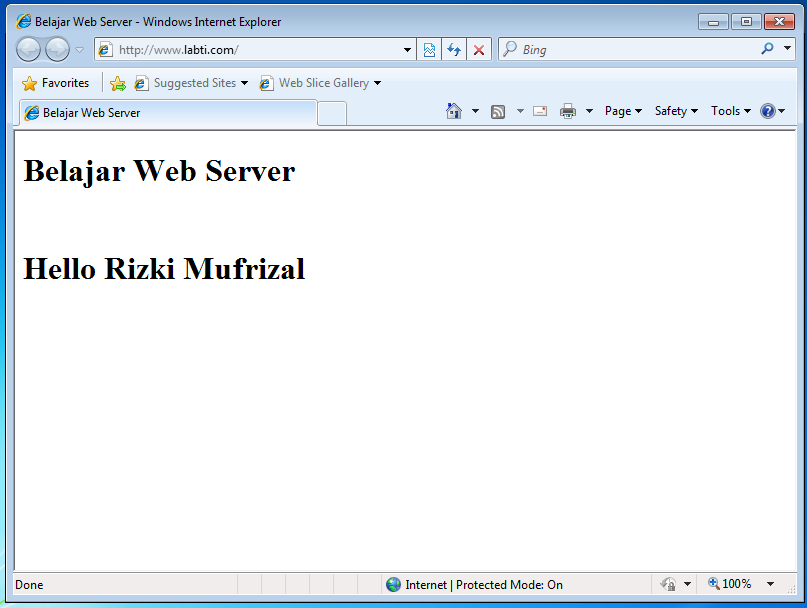 Belajar Web Server - Windows Internet Explorer
http://www.labti.com/
Bing
Favorites Suggested Sites Web Slice Gallery
Belajar Web Server Page Safety Tools
Belajar Web Server
Hello Rizki Mufrizal
Done Internet | Protected Mode: On 100%